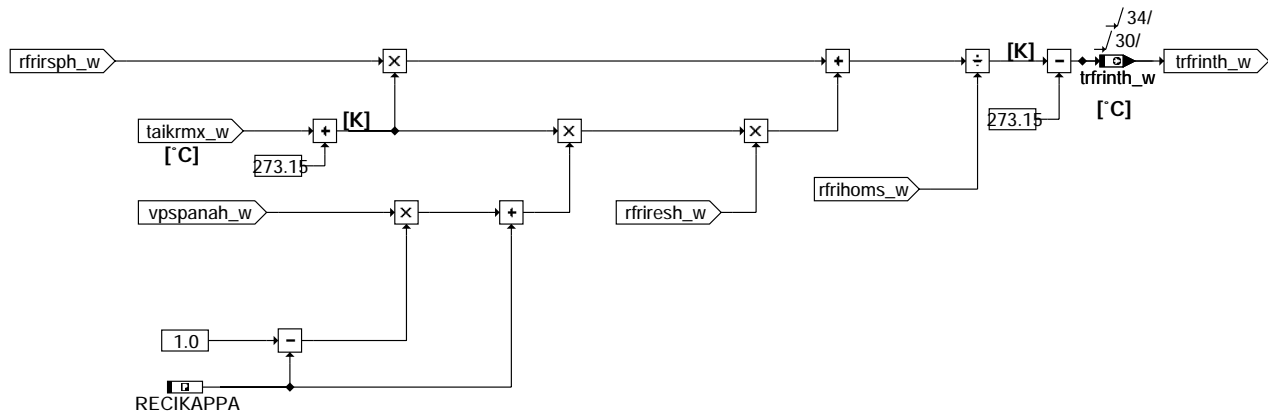 34/
30/
rfrirsph_w
[K]
trfrinth_w
trfrinth_w
[°C]
273.15
taikrmx_w
[K]
[°C]
273.15
rfrihoms_w
vpspanah_w
rfriresh_w
1.0
RECIKAPPA